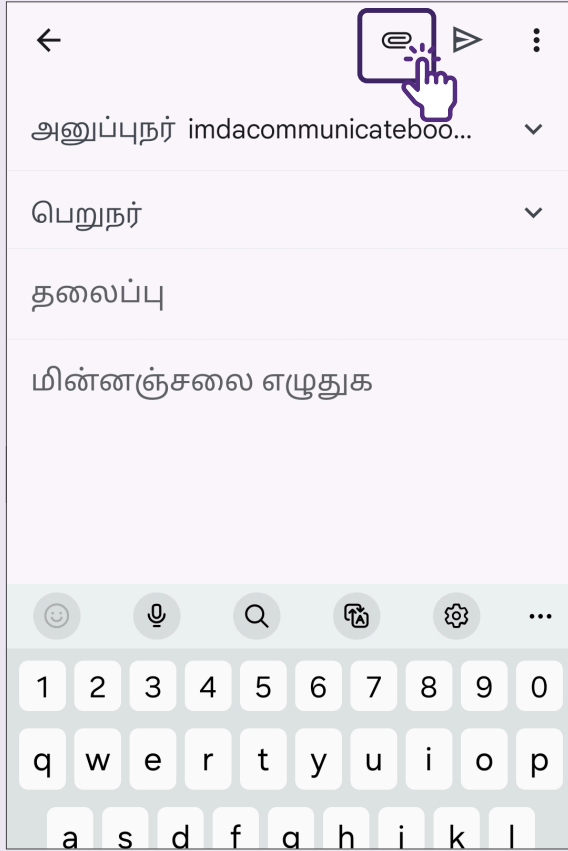 அனுப்புநர் imdacommunicateboo...
பெறுநர்
தலைப்பு
மின்னஞ்சலை எழுதுக
1 2 3 4 5 6 7 8 9 0
q w e r t y u i o p
a s d f g h j k l